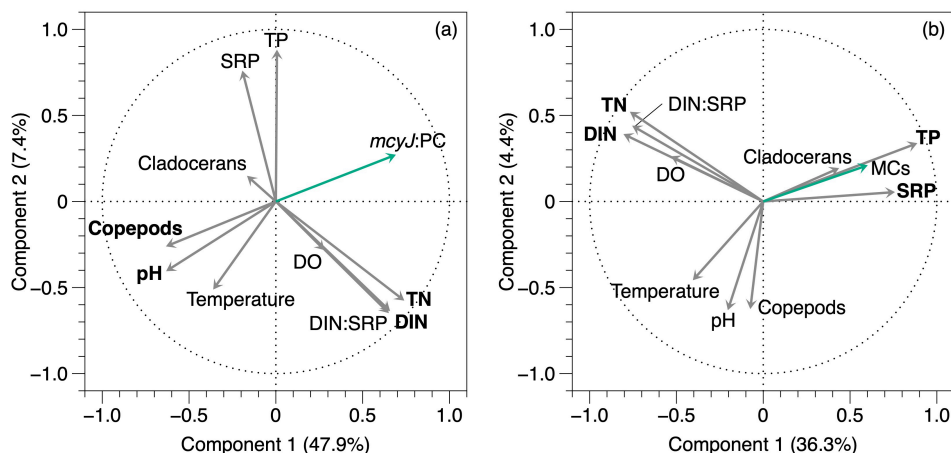 (a)
1.0
0.5
0
−0.5
−1.0
Component 2 (7.4%)
TP
SRP
mcyJ:PC
Cladocerans
Copepods
pH
DO
Temperature
TN
DIN:SRP
DIN
−1.0
−0.5
0
0.5
1.0
Component 1 (47.9%)
(b)
1.0
0.5
0
−0.5
−1.0
Component 2 (4.4%)
TN
DIN:SRP
DIN
TP
Cladocerans
MCs
DO
SRP
Temperature
Copepods
pH
−1.0
−0.5
0
0.5
1.0
Component 1 (36.3%)